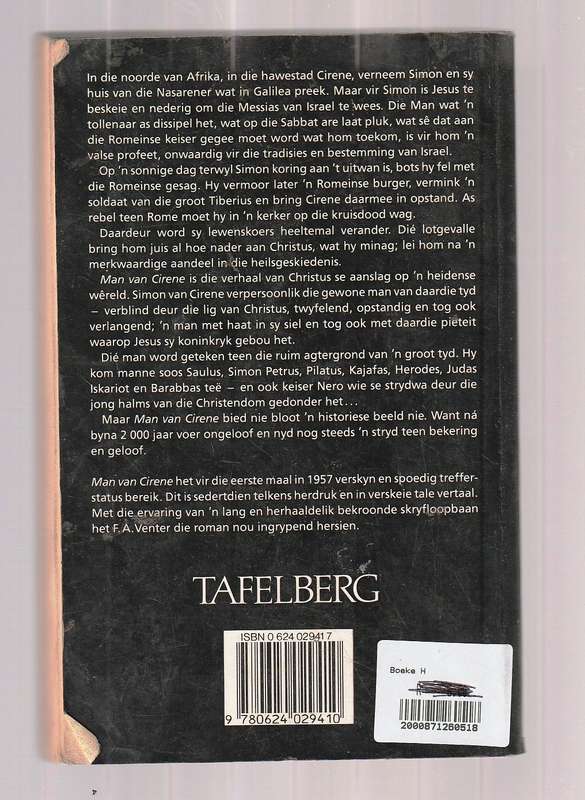 In die noorde van Afrika, in die hawestad Cirene, verneem Simon en sy
huis van die Nasarener wat in Galilea preek. Maar vir Simon is Jesus te
beskeie en nederig om die Messias van Israel te wees. Die Man wat 'n
tollenaar as dissipel het, wat op die Sabbat are laat pluk, wat sê dat aan
die Romeinse keiser gegee moet word wat hom toekom, is vir hom 'n
valse profeet, onwaardig vir die tradisies en bestemming van Israel.
Op 'n sonnige dag terwyl Simon koring aan 't uitwan is, bots hy fel met
die Romeinse gesag. Hy vermoor later 'n Romeinse burger, vermink 'n
soldaat van die groot Tiberius en bring Cirene daarmee in opstand. As
rebel teen Rome moet hy in 'n kerker op die kruisdood wag.
Daardeur word sy lewenskoers heeltemal verander. Dié lotgevalle
bring hom juis al hoe nader aan Christus, wat hy minag; lei hom na 'n
merkwaardige aandeel in die heilsgeskiedenis.
Man van Cirene is die verhaal van Christus se aanslag op 'n heidense
wêreld. Simon van Cirene verpersoonlik die gewone man van daardie tyd
– verblind deur die lig van Christus, twyfelend, opstandig en tog ook
verlangend; 'n man met haat in sy siel en tog ook met daardie piëteit
waarop Jesus sy koninkryk gebou het.
Dié man word geteken teen die ruim agtergrond van 'n groot tyd. Hy
kom manne soos Saulus, Simon Petrus, Pilatus, Kajafas, Herodes, Judas
Iskariot en Barabbas teë – en ook keiser Nero wie se strydwa deur die
jong halms van die Christendom gedonder het...
Maar Man van Cirene bied nie bloot 'n historiese beeld nie. Want ná
byna 2 000 jaar voer ongeloof en nyd nog steeds 'n stryd teen bekering
en geloof.
Man van Cirene het vir die eerste maal in 1957 verskyn en spoedig treffer-
status bereik. Dit is sedertdien telkens herdruk en in verskeie tale vertaal.
Met die ervaring van 'n lang en herhaaldelik bekroonde skryfloopbaan
het F.A.Venter die roman nou ingrypend hersien.
TAFELBERG
ISBN 0 624 02941 7
9 780624 029410
Boeke H
2000871260518